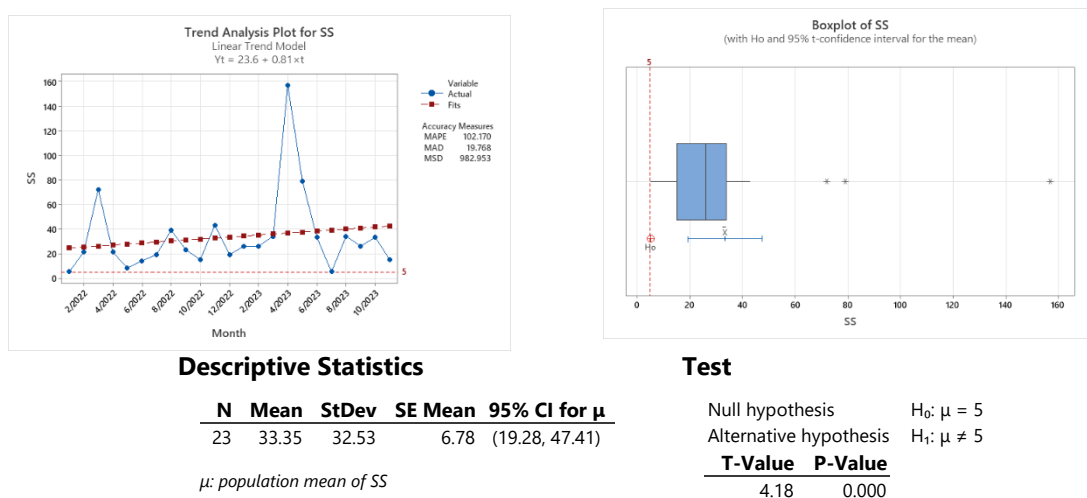 Trend Analysis Plot for SS
Linear Trend Model
Yt = 23.6 + 0.81×t
160
140
120
100
80
60
40
20
0
SS
5
2/2022
4/2022
6/2022
8/2022
10/2022
12/2022
2/2023
4/2023
6/2023
8/2023
10/2023
Month
Variable
Actual
Fits
Accuracy Measures
MAPE 102.170
MAD 19.768
MSD 982.953
Boxplot of SS
(with Ho and 95% t-confidence interval for the mean)
5
X̄
Ho
0 20 40 60 80 100 120 140 160
SS
Descriptive Statistics
N Mean StDev SE Mean 95% CI for μ
23 33.35 32.53 6.78 (19.28, 47.41)
μ: population mean of SS
Test
Null hypothesis H₀: μ = 5
Alternative hypothesis H₁: μ ≠ 5
T-Value P-Value
4.18 0.000